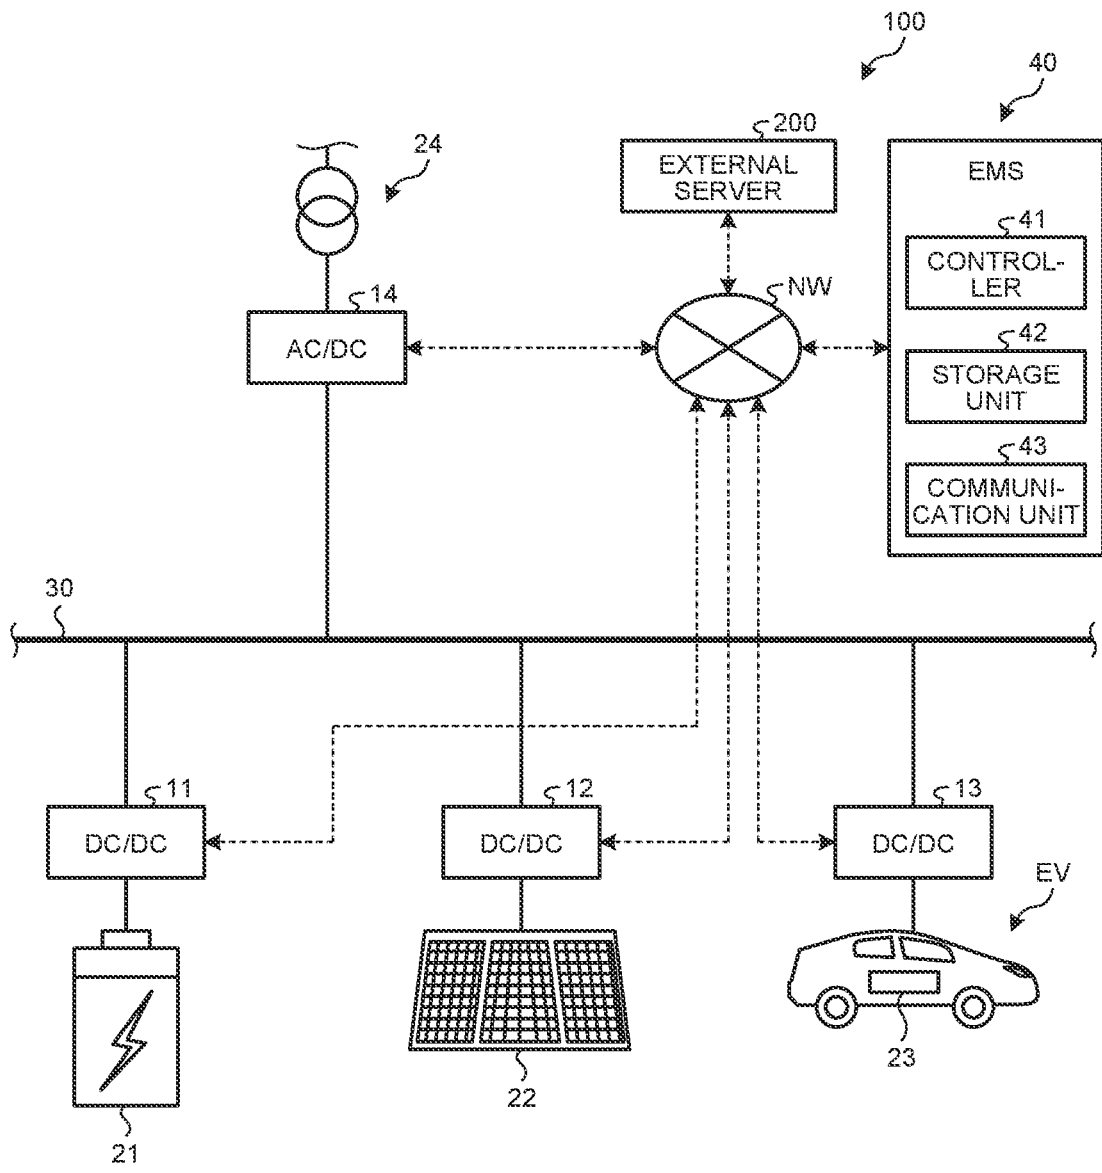 100
40
24
200
EXTERNAL
SERVER
EMS
41
CONTROL-
LER
14
AC/DC
NW
42
STORAGE
UNIT
43
COMMUNI-
CATION UNIT
30
11
DC/DC
12
DC/DC
13
DC/DC
EV
21
22
23